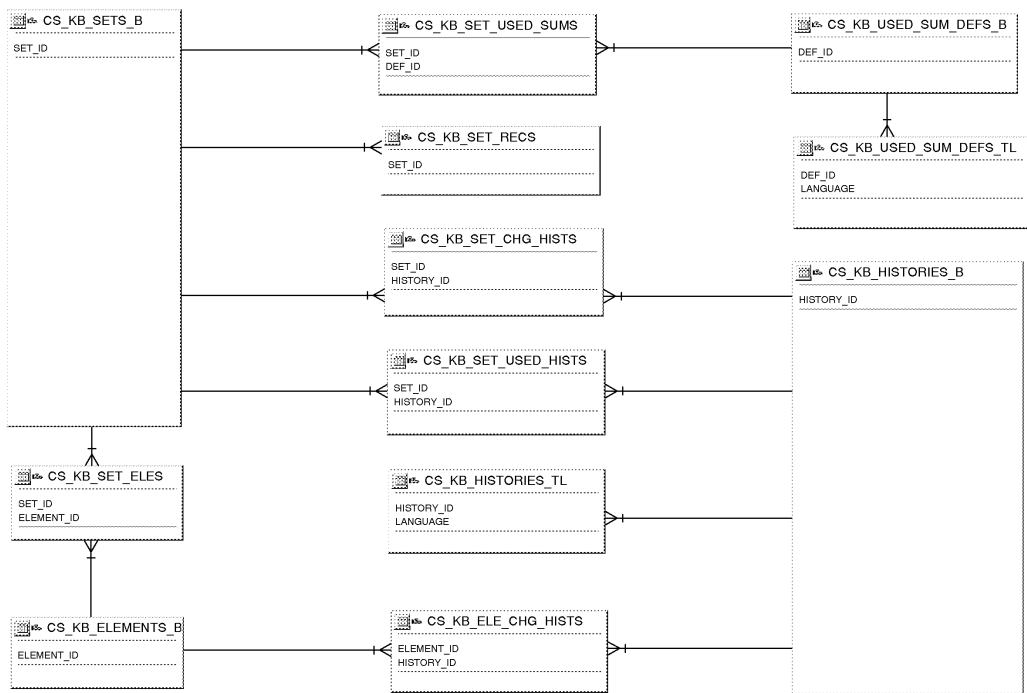 CS_KB_SETS_B
SET_ID
CS_KB_SET_USED_SUMS
SET_ID
DEF_ID
CS_KB_USED_SUM_DEFS_B
DEF_ID
CS_KB_SET_RECS
SET_ID
CS_KB_USED_SUM_DEFS_TL
DEF_ID
LANGUAGE
CS_KB_SET_CHG_HISTS
SET_ID
HISTORY_ID
CS_KB_HISTORIES_B
HISTORY_ID
CS_KB_SET_USED_HISTS
SET_ID
HISTORY_ID
CS_KB_SET_ELES
SET_ID
ELEMENT_ID
CS_KB_HISTORIES_TL
HISTORY_ID
LANGUAGE
CS_KB_ELEMENTS_B
ELEMENT_ID
CS_KB_ELE_CHG_HISTS
ELEMENT_ID
HISTORY_ID